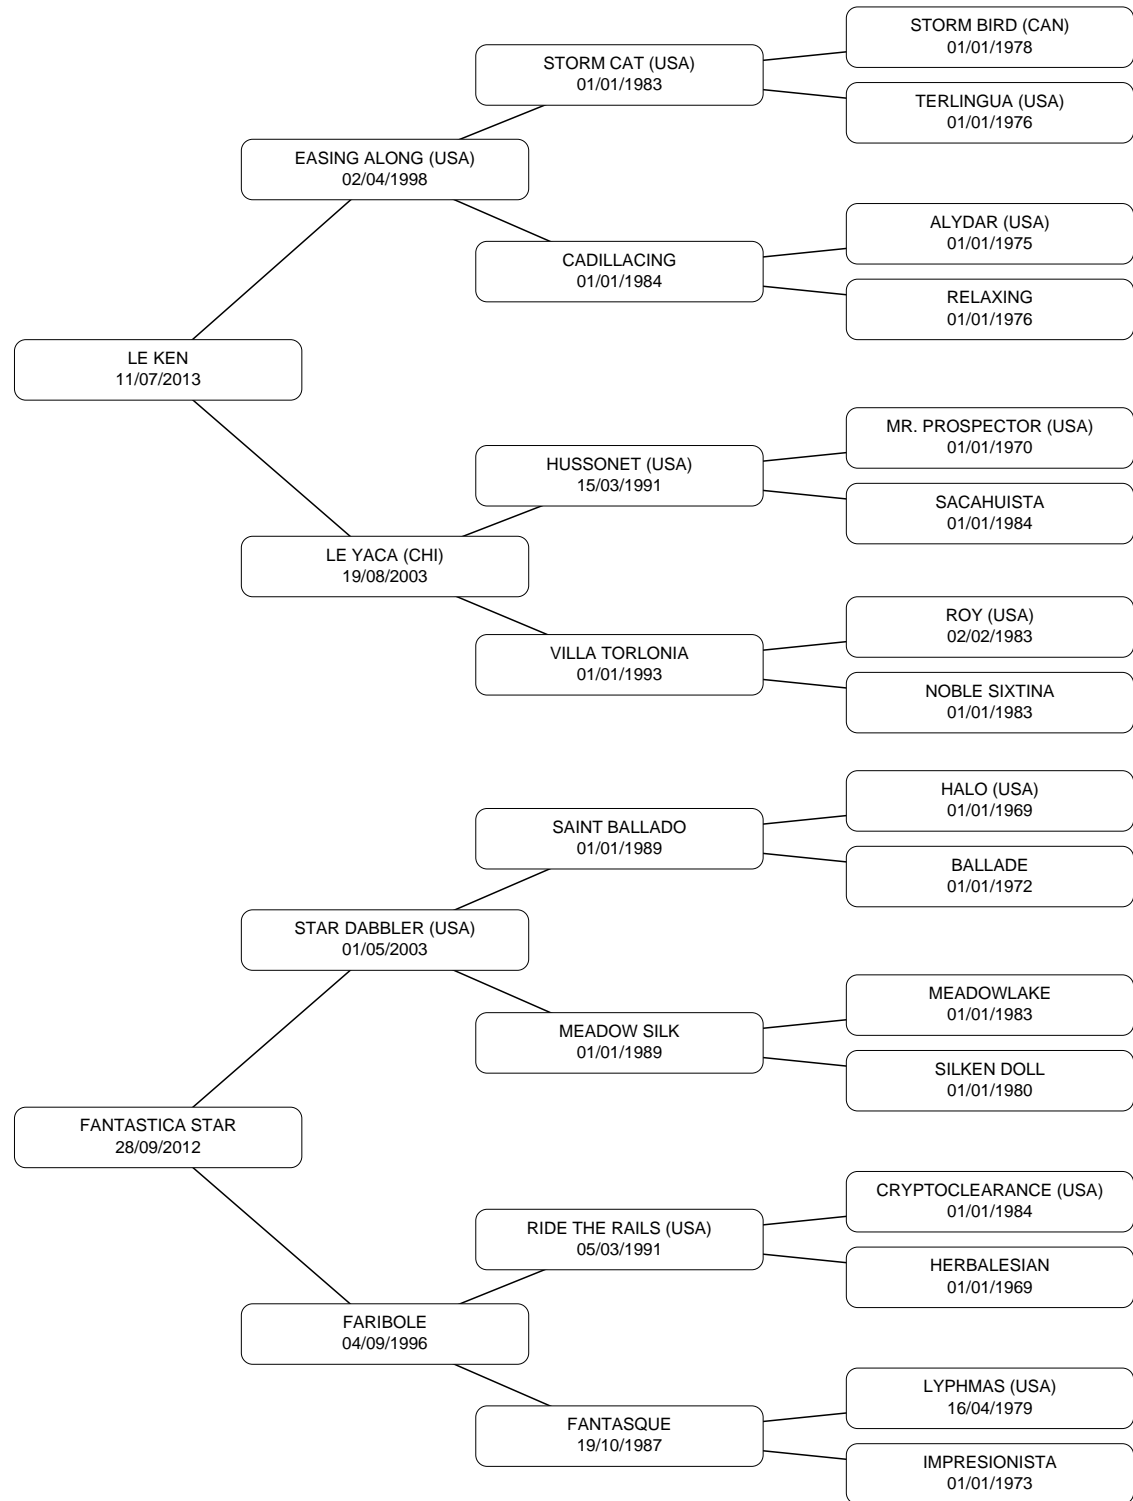 STORM BIRD (CAN)
01/01/1978
STORM CAT (USA)
01/01/1983
TERLINGUA (USA)
01/01/1976
EASING ALONG (USA)
02/04/1998
ALYDAR (USA)
01/01/1975
CADILLACING
01/01/1984
RELAXING
01/01/1976
LE KEN
11/07/2013
MR. PROSPECTOR (USA)
01/01/1970
HUSSONET (USA)
15/03/1991
SACAHUISTA
01/01/1984
LE YACA (CHI)
19/08/2003
ROY (USA)
02/02/1983
VILLA TORLONIA
01/01/1993
NOBLE SIXTINA
01/01/1983
HALO (USA)
01/01/1969
SAINT BALLADO
01/01/1989
BALLADE
01/01/1972
STAR DABBLER (USA)
01/05/2003
MEADOWLAKE
01/01/1983
MEADOW SILK
01/01/1989
SILKEN DOLL
01/01/1980
FANTASTICA STAR
28/09/2012
CRYPTOCLEARANCE (USA)
01/01/1984
RIDE THE RAILS (USA)
05/03/1991
HERBALESIAN
01/01/1969
FARIBOLE
04/09/1996
LYPHMAS (USA)
16/04/1979
FANTASQUE
19/10/1987
IMPRESIONISTA
01/01/1973